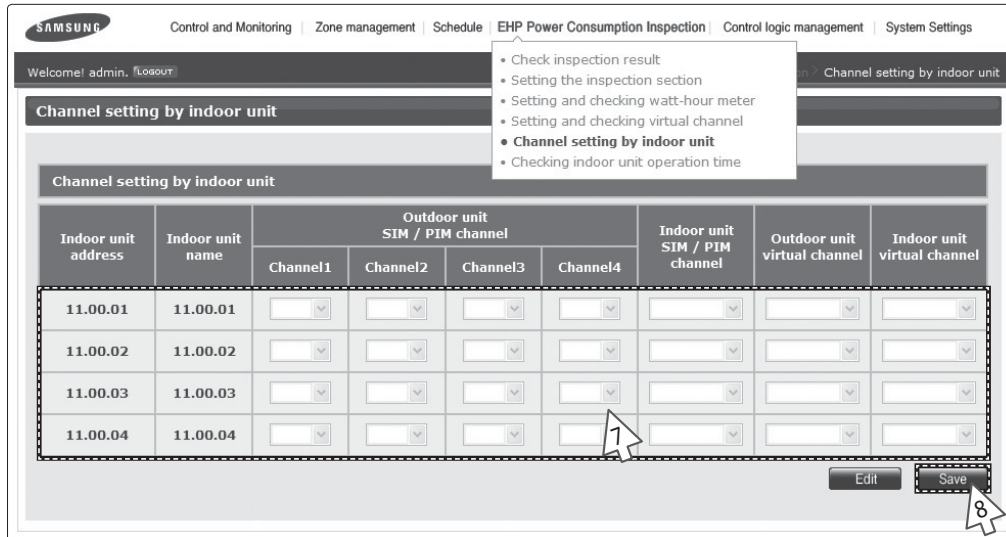 SAMSUNG
Control and Monitoring | Zone management | Schedule | EHP Power Consumption Inspection | Control logic management | System Settings
Welcome! admin. LOGOUT
> Channel setting by indoor unit
• Check inspection result
• Setting the inspection section
• Setting and checking watt-hour meter
• Setting and checking virtual channel
• Channel setting by indoor unit
• Checking indoor unit operation time
Channel setting by indoor unit
Channel setting by indoor unit
Indoor unit address
Indoor unit name
Outdoor unit
SIM / PIM channel
Channel1 Channel2 Channel3 Channel4
Indoor unit
SIM / PIM
channel
Outdoor unit
virtual channel
Indoor unit
virtual channel
11.00.01 11.00.01
11.00.02 11.00.02
11.00.03 11.00.03
11.00.04 11.00.04
7
Edit Save
8